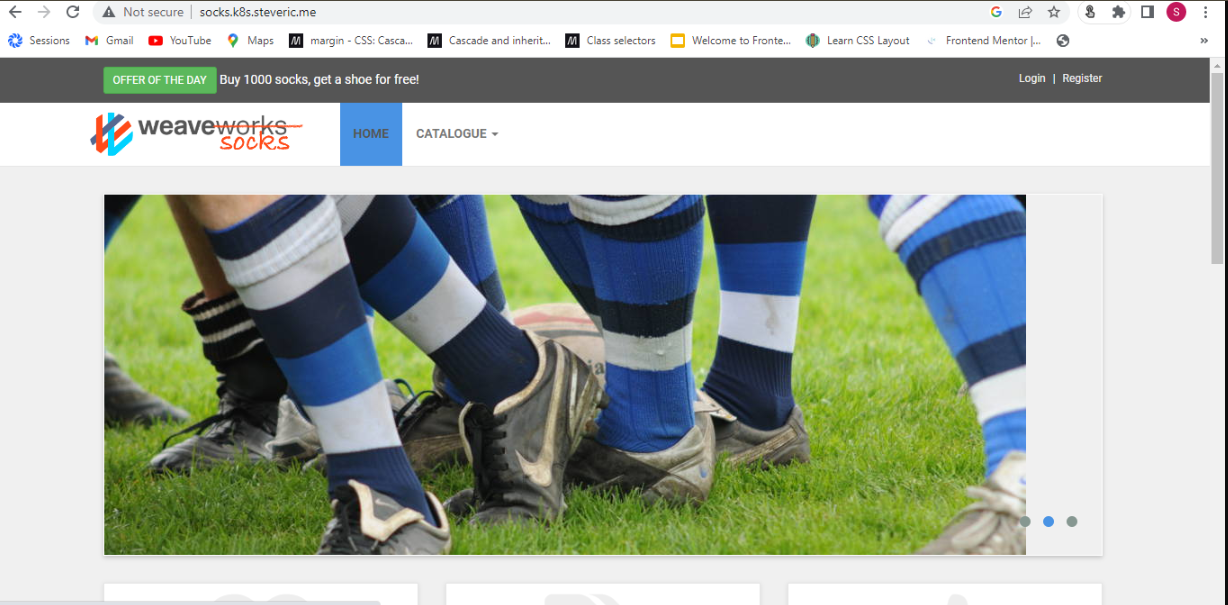 Not secure | socks.k8s.steveric.me
S
Sessions Gmail YouTube Maps margin - CSS: Casca... Cascade and inherit... Class selectors Welcome to Fronte... Learn CSS Layout Frontend Mentor |... »
OFFER OF THE DAY Buy 1000 socks, get a shoe for free! Login | Register
weaveworks
socks
HOME CATALOGUE